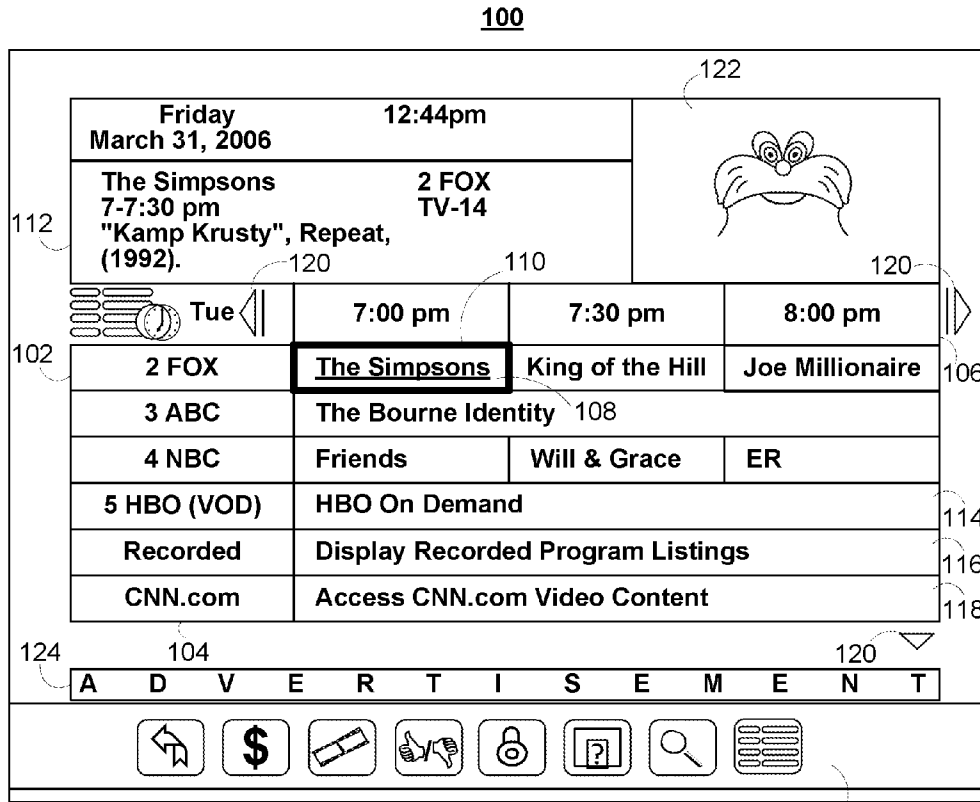 100
122
Friday 12:44pm
March 31, 2006
The Simpsons 2 FOX
7-7:30 pm TV-14
"Kamp Krusty", Repeat,
(1992).
112
120 110 120
Tue 7:00 pm 7:30 pm 8:00 pm
102
2 FOX The Simpsons King of the Hill Joe Millionaire
106
3 ABC The Bourne Identity
108
4 NBC Friends Will & Grace ER
5 HBO (VOD) HBO On Demand
114
Recorded Display Recorded Program Listings
116
CNN.com Access CNN.com Video Content
118
124 104 120
A D V E R T I S E M E N T
$ / ?